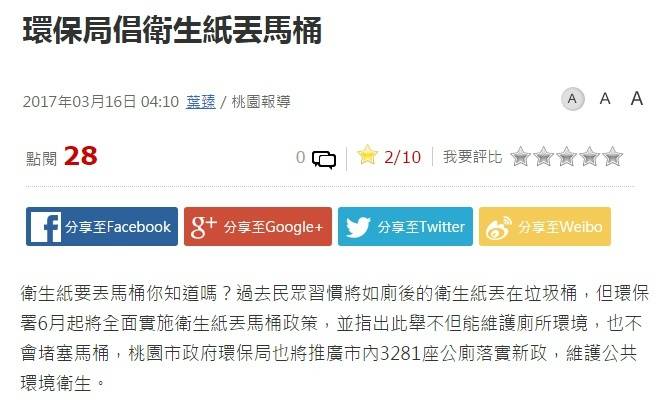 環保局倡衛生紙丟馬桶
2017年03月16日 04:10 葉臻 / 桃園報導 A A A
點閱 28 0 2/10 我要評比
分享至Facebook g+ 分享至Google+ 分享至Twitter 分享至Weibo
衛生紙要丟馬桶你知道嗎？過去民眾習慣將如廁後的衛生紙丟在垃圾桶，但環保
署6月起將全面實施衛生紙丟馬桶政策，並指出此舉不但能維護廁所環境，也不
會堵塞馬桶，桃園市政府環保局也將推廣市內3281座公廁落實新政，維護公共
環境衛生。